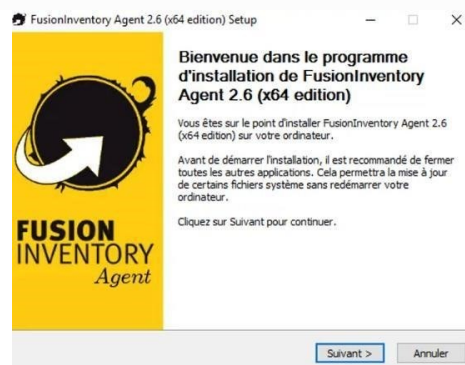 FusionInventory Agent 2.6 (x64 edition) Setup
Bienvenue dans le programme
d'installation de FusionInventory
Agent 2.6 (x64 edition)
Vous êtes sur le point d'installer FusionInventory Agent 2.6
(x64 edition) sur votre ordinateur.
Avant de démarrer l'installation, il est recommandé de fermer
toutes les autres applications. Cela permettra la mise à jour
de certains fichiers système sans redémarrer votre
ordinateur.
Cliquez sur Suivant pour continuer.
FUSION
INVENTORY
Agent
Suivant >
Annuler